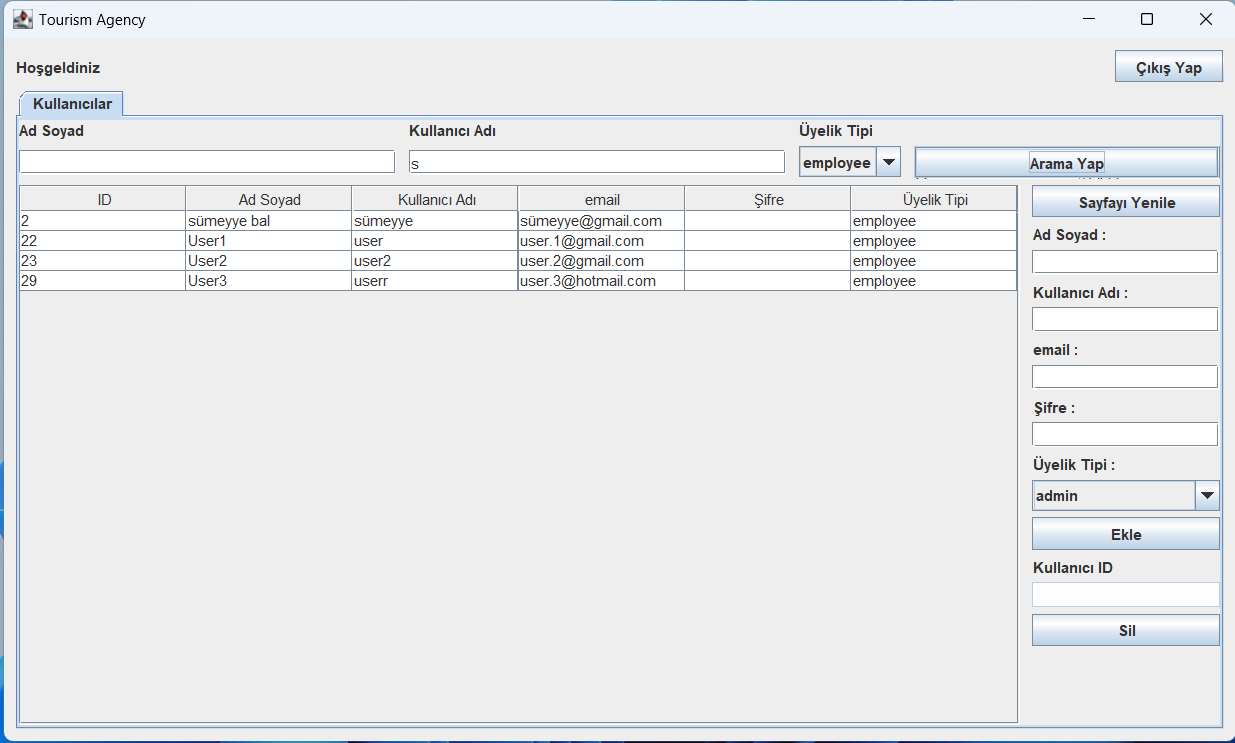 Tourism Agency
Hoşgeldiniz
Çıkış Yap
Kullanıcılar
Ad Soyad Kullanıcı Adı Üyelik Tipi
s employee Arama Yap
ID Ad Soyad Kullanıcı Adı email Şifre Üyelik Tipi
2 sümeyye bal sümeyye sümeyye@gmail.com employee
22 User1 user user.1@gmail.com employee
23 User2 user2 user.2@gmail.com employee
29 User3 userr user.3@hotmail.com employee
Sayfayı Yenile
Ad Soyad :
Kullanıcı Adı :
email :
Şifre :
Üyelik Tipi :
admin
Ekle
Kullanıcı ID
Sil